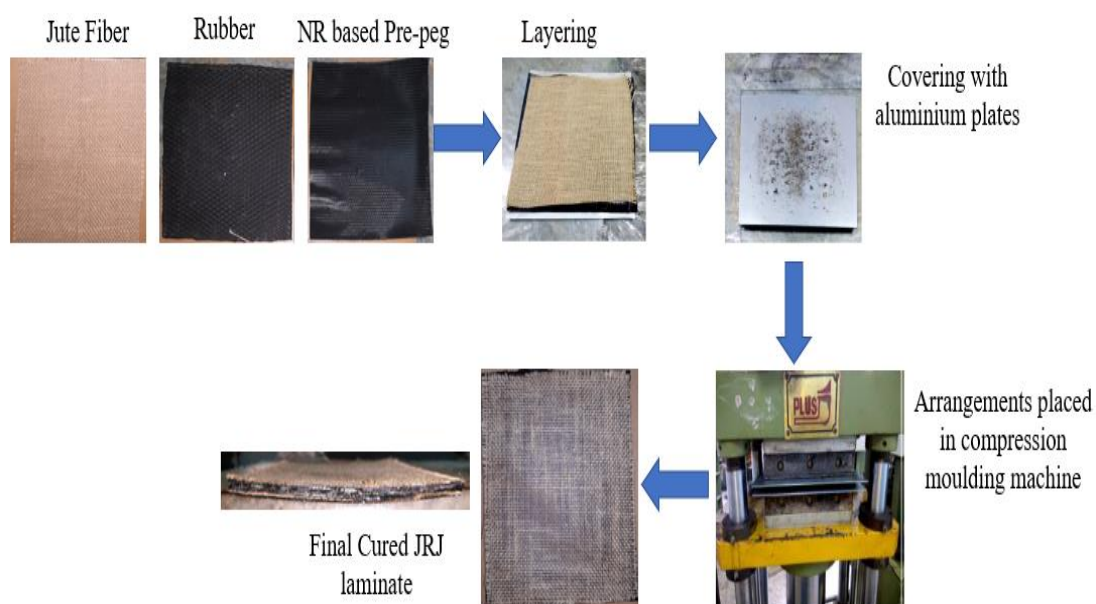 Jute Fiber
Rubber
NR based Pre-peg
Layering
Covering with
aluminium plates
PLUS
Arrangements placed
in compression
moulding machine
Final Cured JRJ
laminate